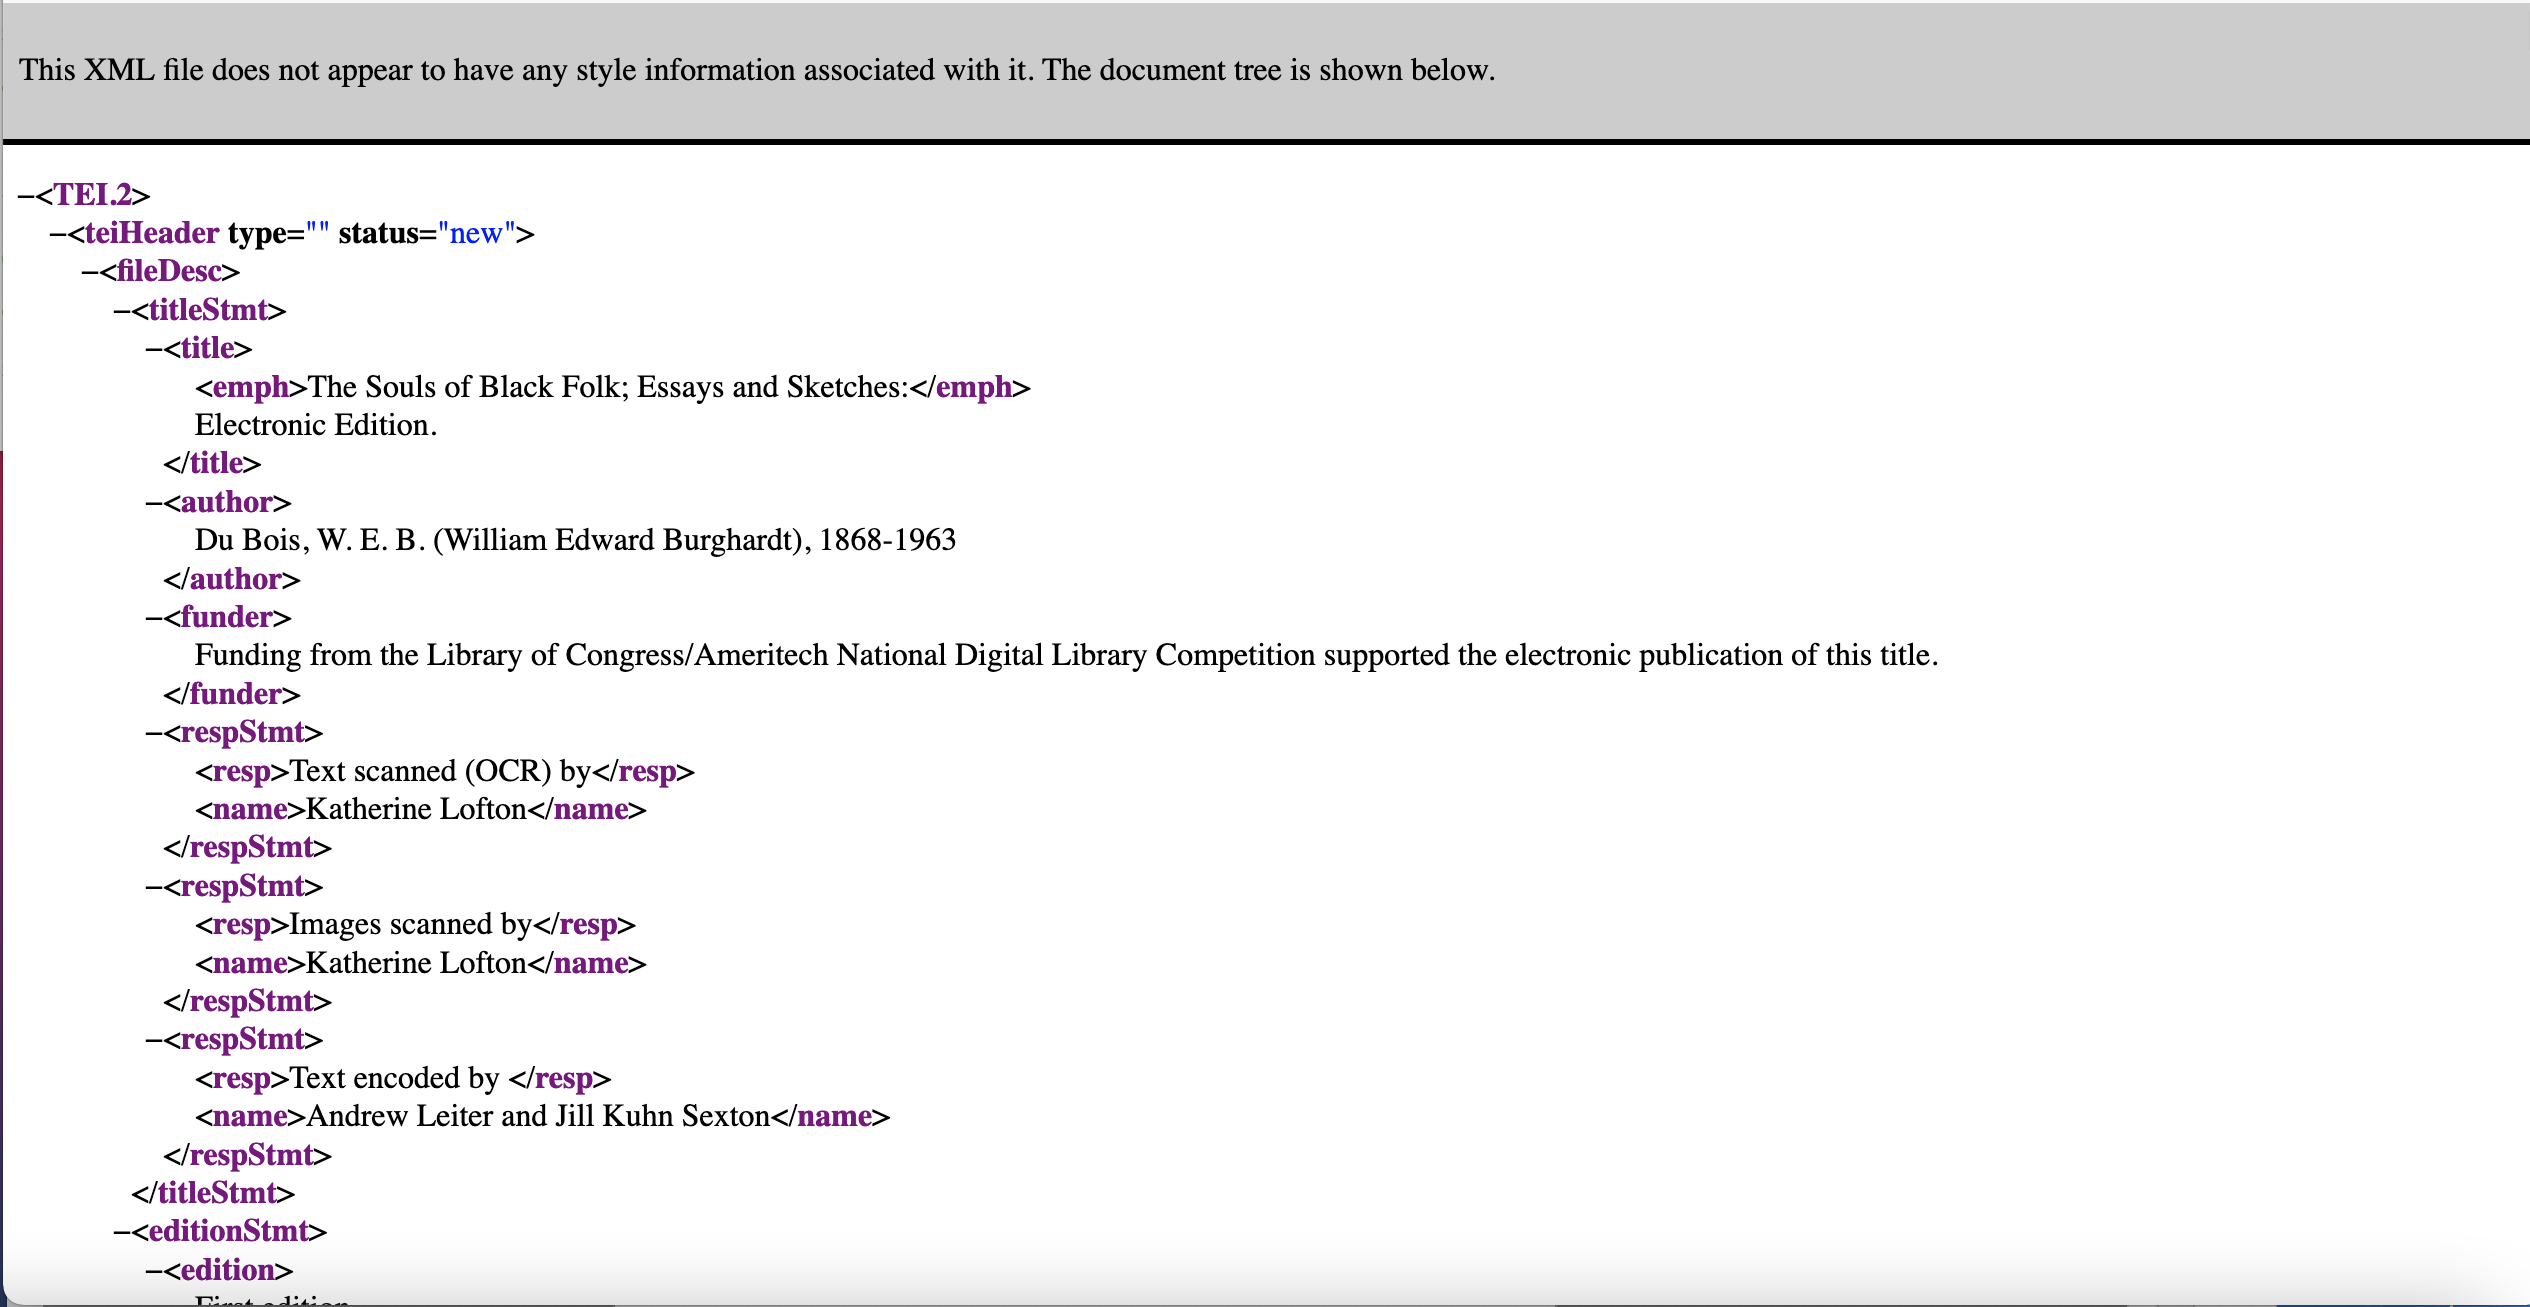 This XML file does not appear to have any style information associated with it. The document tree is shown below.
–<TEI.2>
–<teiHeader type="" status="new">
–<fileDesc>
–<titleStmt>
–<title>
<emph>The Souls of Black Folk; Essays and Sketches:</emph>
Electronic Edition.
</title>
–<author>
Du Bois, W. E. B. (William Edward Burghardt), 1868-1963
</author>
–<funder>
Funding from the Library of Congress/Ameritech National Digital Library Competition supported the electronic publication of this title.
</funder>
–<respStmt>
<resp>Text scanned (OCR) by</resp>
<name>Katherine Lofton</name>
</respStmt>
–<respStmt>
<resp>Images scanned by</resp>
<name>Katherine Lofton</name>
</respStmt>
–<respStmt>
<resp>Text encoded by </resp>
<name>Andrew Leiter and Jill Kuhn Sexton</name>
</respStmt>
</titleStmt>
–<editionStmt>
–<edition>
First edition